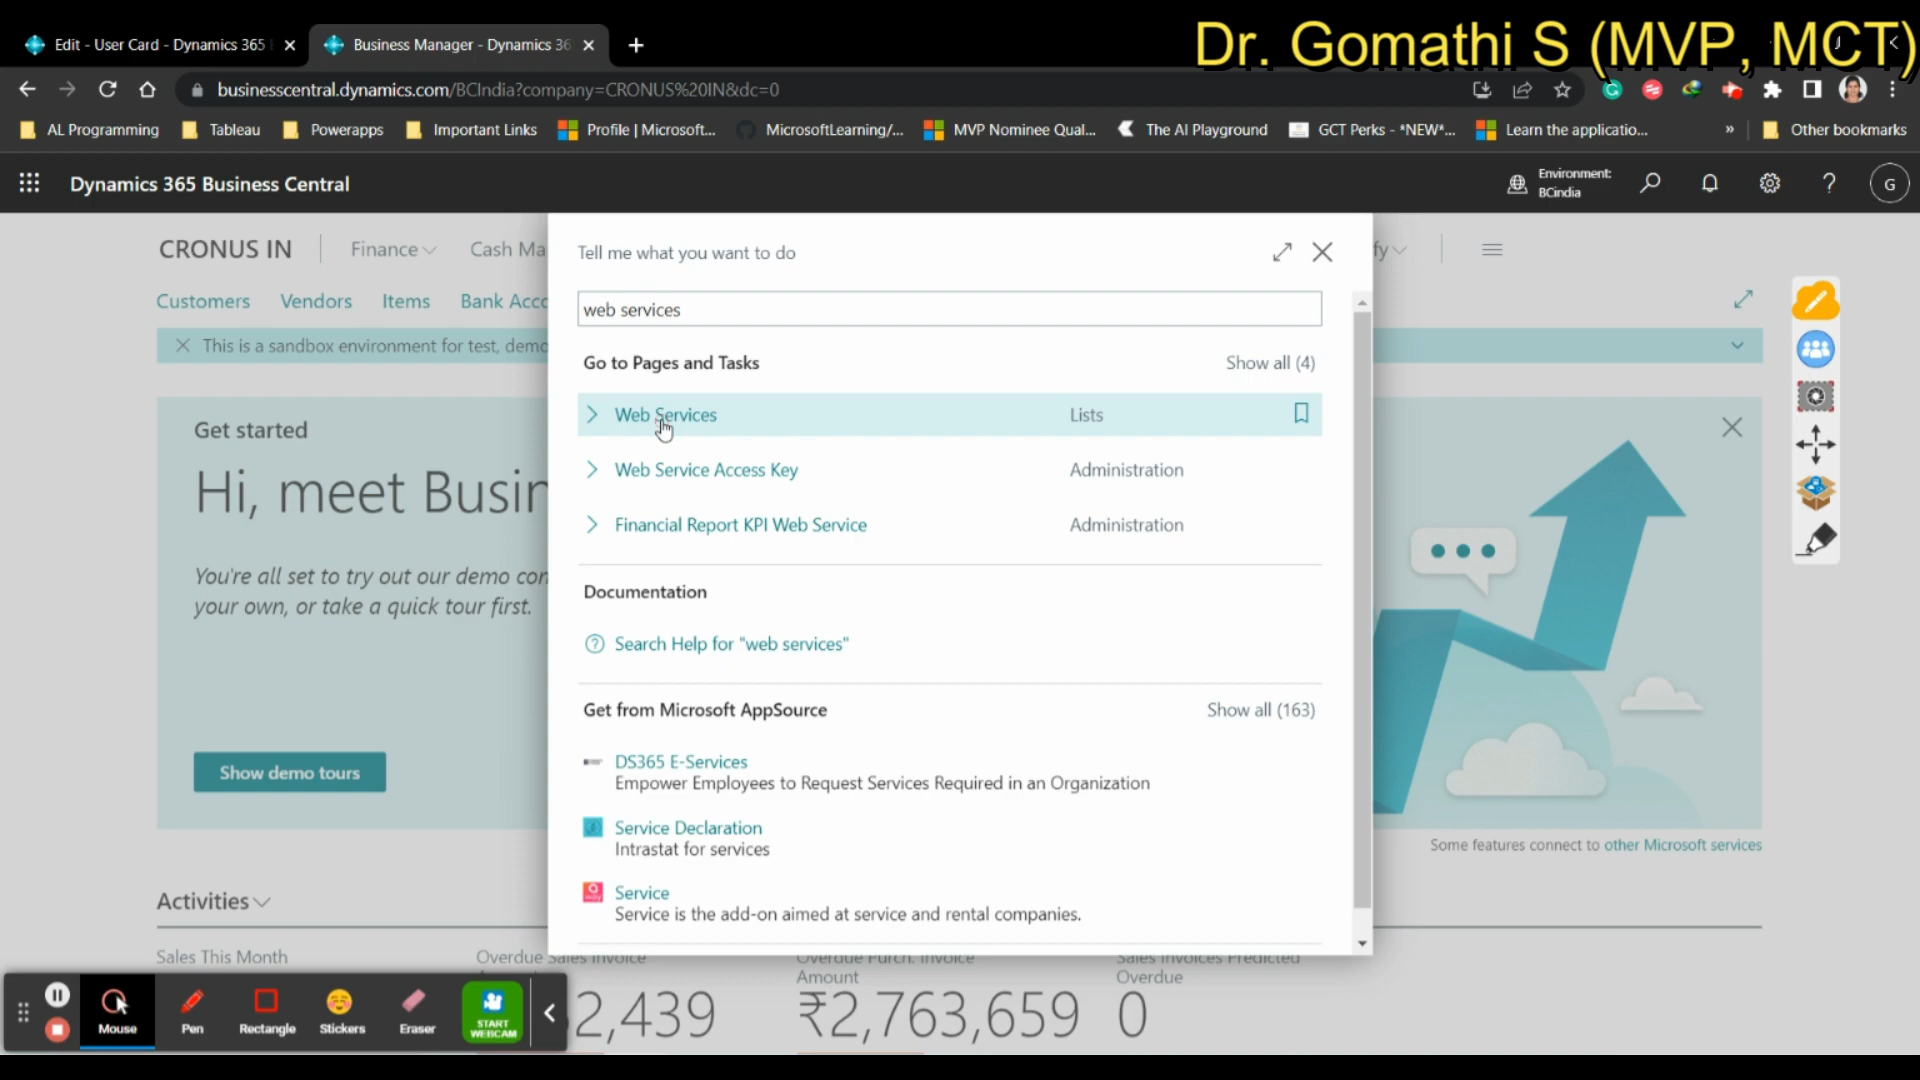 Edit - User Card - Dynamics 365
Business Manager - Dynamics 36
Dr. Gomathi S (MVP, MCT)
businesscentral.dynamics.com/BCIndia?company=CRONUS%20IN&dc=0
AL Programming
Tableau
Powerapps
Important Links
Profile | Microsoft...
MicrosoftLearning/...
MVP Nominee Qual...
The AI Playground
GCT Perks - *NEW*...
Learn the applicatio...
»
Other bookmarks
Dynamics 365 Business Central
Environment:
BCindia
?
G
CRONUS IN
Finance
Cash Ma
fy
Customers
Vendors
Items
Bank Acco
This is a sandbox environment for test, demo
Get started
Hi, meet Busin
You're all set to try out our demo con
your own, or take a quick tour first.
Show demo tours
Some features connect to other Microsoft services
Activities
Sales This Month
Overdue Sales Invoice
Overdue Purch. Invoice
Amount
Sales Invoices Predicted
Overdue
2,439
₹2,763,659
0
Tell me what you want to do
web services
Go to Pages and Tasks
Show all (4)
Web Services
Lists
Web Service Access Key
Administration
Financial Report KPI Web Service
Administration
Documentation
Search Help for "web services"
Get from Microsoft AppSource
Show all (163)
DS365 E-Services
Empower Employees to Request Services Required in an Organization
Service Declaration
Intrastat for services
Service
Service is the add-on aimed at service and rental companies.
Mouse
Pen
Rectangle
Stickers
Eraser
START
WEBCAM